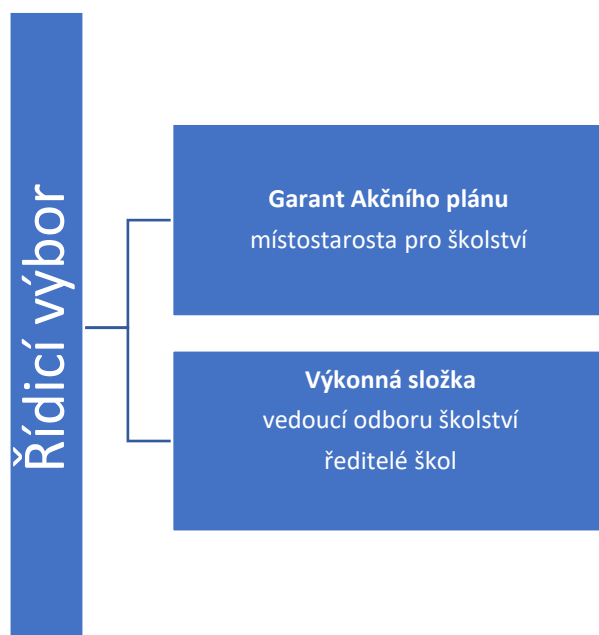 Řídicí výbor
Garant Akčního plánu
místostarosta pro školství
Výkonná složka
vedoucí odboru školství
ředitelé škol